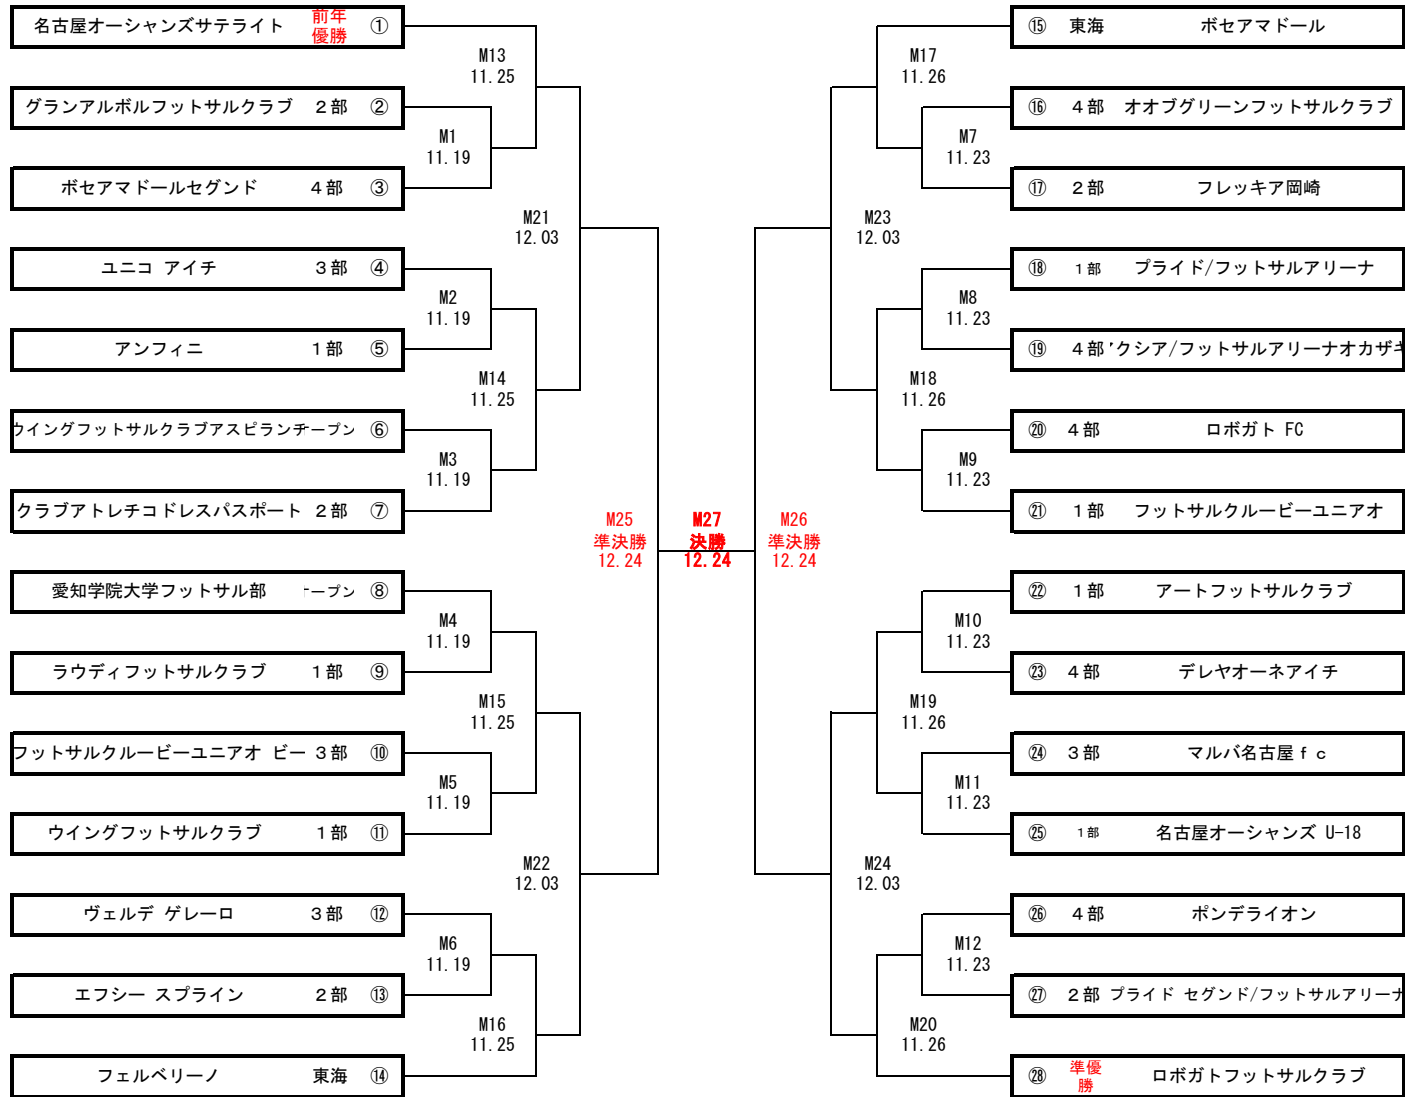 名古屋オーシャンズサテライト 前年優勝 ①
グランアルボルフットサルクラブ 2部 ②
ボセアマドールセグンド 4部 ③
ユニコ アイチ 3部 ④
アンフィニ 1部 ⑤
ウイングフットサルクラブアスピランチ ープン ⑥
クラブアトレチコドレスパスポート 2部 ⑦
愛知学院大学フットサル部 ープン ⑧
ラウディフットサルクラブ 1部 ⑨
フットサルクルービーユニアオ ビー 3部 ⑩
ウイングフットサルクラブ 1部 ⑪
ヴェルデ ゲレーロ 3部 ⑫
エフシー スプライン 2部 ⑬
フェルベリーノ 東海 ⑭
M13
11.25
M1
11.19
M21
12.03
M2
11.19
M14
11.25
M3
11.19
M4
11.19
M15
11.25
M5
11.19
M22
12.03
M6
11.19
M16
11.25
M25
準決勝
12.24
M27
決勝
12.24
M26
準決勝
12.24
M17
11.26
M7
11.23
M23
12.03
M8
11.23
M18
11.26
M9
11.23
M10
11.23
M19
11.26
M11
11.23
M24
12.03
M12
11.23
M20
11.26
⑮ 東海 ボセアマドール
⑯ 4部 オオブグリーンフットサルクラブ
⑰ 2部 フレッキア岡崎
⑱ 1部 プライド/フットサルアリーナ
⑲ 4部 クシア/フットサルアリーナオカザキ
⑳ 4部 ロボガト FC
㉑ 1部 フットサルクルービーユニアオ
㉒ 1部 アートフットサルクラブ
㉓ 4部 デレヤオーネアイチ
㉔ 3部 マルバ名古屋ｆｃ
㉕ 1部 名古屋オーシャンズ U-18
㉖ 4部 ポンデライオン
㉗ 2部 プライド セグンド/フットサルアリーナ
㉘ 準優勝 ロボガトフットサルクラブ